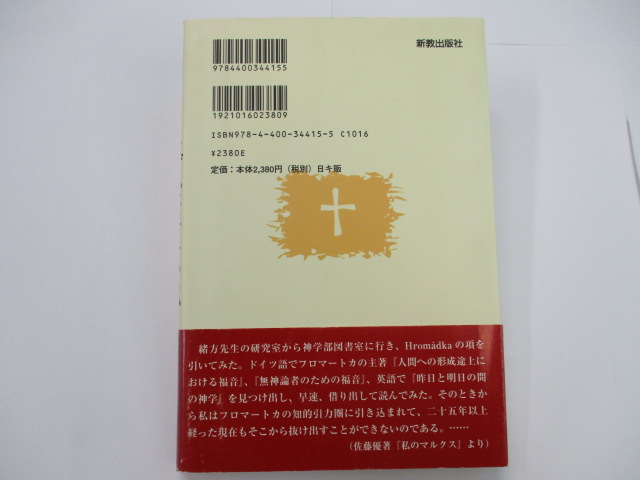 9784400344155
新教出版社
1921016023809
ISBN978-4-400-34415-5 C1016
¥2380E
定価:本体2,380円(税別)日キ販
緒方先生の研究室から神学部図書室に行き、Hromádkaの項を
引いてみた。ドイツ語でフロマートカの主著『人間への形成途上に
おける福音』、『無神論者のための福音』、英語で『昨日と明日の間
の神学』を見つけ出し、早速、借り出して読んでみた。そのときか
ら私はフロマートカの知的引力圏に引き込まれて、二十五年以上
経った現在もそこから抜け出すことができないのである。……
(佐藤優著『私のマルクス』より)